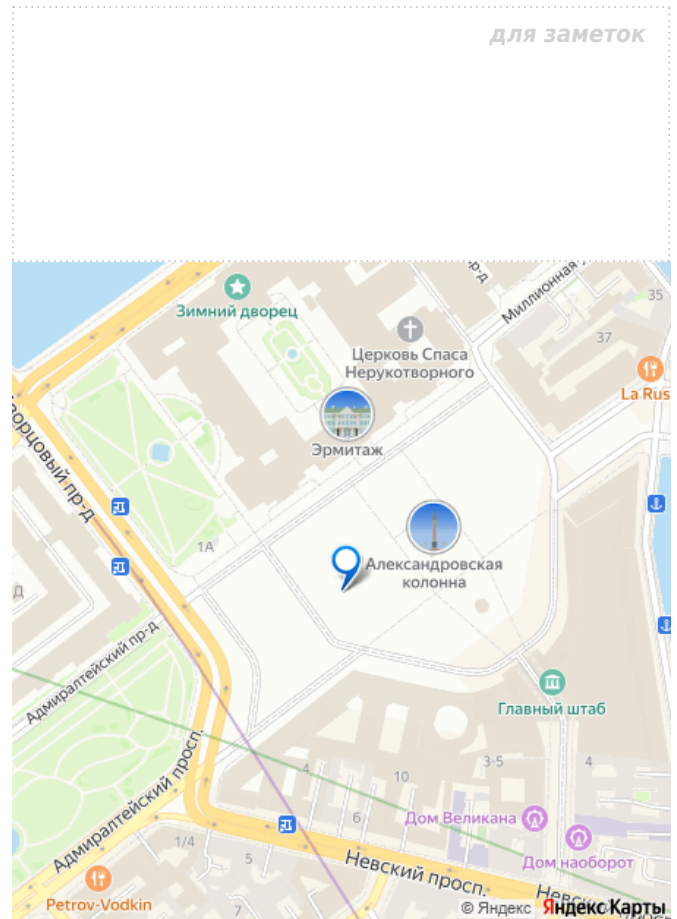 для заметок
Зимний дворец
пр-д
Миллионная
35
37
Церковь Спаса
Нерукотворного
La Rus
Эрмитаж
орцовый пр-д
1А
Александровская
колонна
Д
Адмиралтейский пр-д
Главный штаб
Адмиралтейский просп.
4
10
3-5
4
6
Дом Великана
1/4
5
Невский просп.
Дом наоборот
Petrov-Vodkin
7
© Яндекс Яндекс Карты